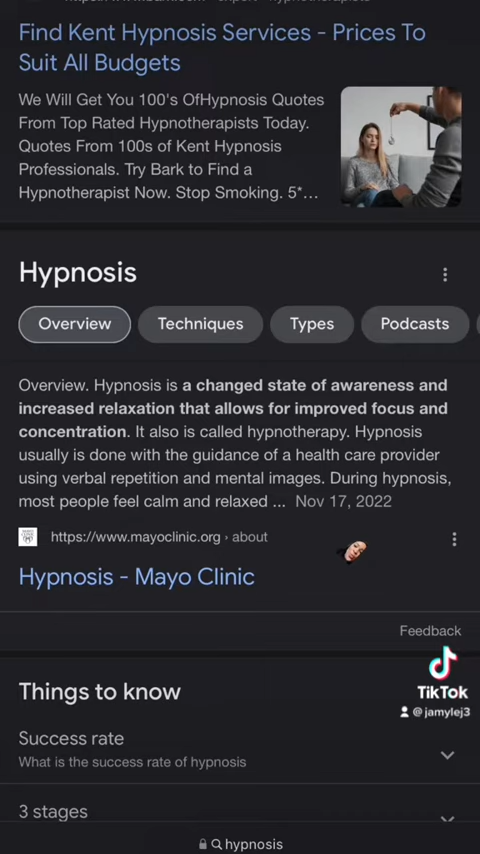 Find Kent Hypnosis Services - Prices To
Suit All Budgets
We Will Get You 100's OfHypnosis Quotes
From Top Rated Hypnotherapists Today.
Quotes From 100s of Kent Hypnosis
Professionals. Try Bark to Find a
Hypnotherapist Now. Stop Smoking. 5*...
Hypnosis
Overview Techniques Types Podcasts
Overview. Hypnosis is a changed state of awareness and
increased relaxation that allows for improved focus and
concentration. It also is called hypnotherapy. Hypnosis
usually is done with the guidance of a health care provider
using verbal repetition and mental images. During hypnosis,
most people feel calm and relaxed ... Nov 17, 2022
https://www.mayoclinic.org › about
Hypnosis - Mayo Clinic
Feedback
TikTok
@jamylej3
Things to know
Success rate
What is the success rate of hypnosis
3 stages
hypnosis